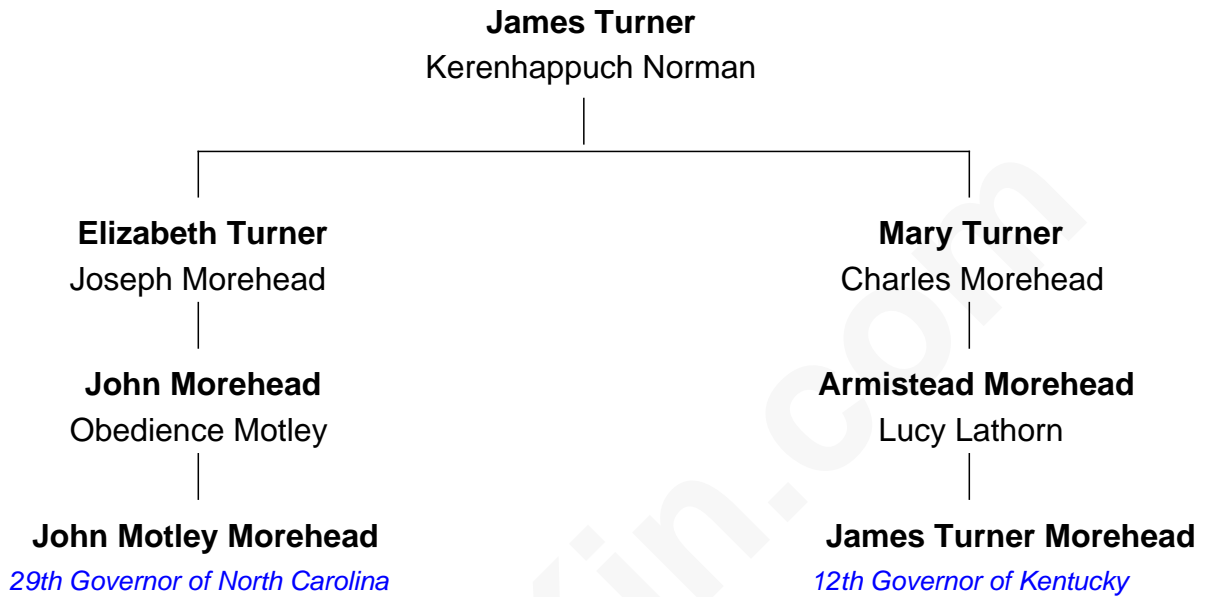 James Turner
Kerenhappuch Norman
Elizabeth Turner
Joseph Morehead
Mary Turner
Charles Morehead
John Morehead
Obedience Motley
Armistead Morehead
Lucy Lathorn
John Motley Morehead
29th Governor of North Carolina
James Turner Morehead
12th Governor of Kentucky